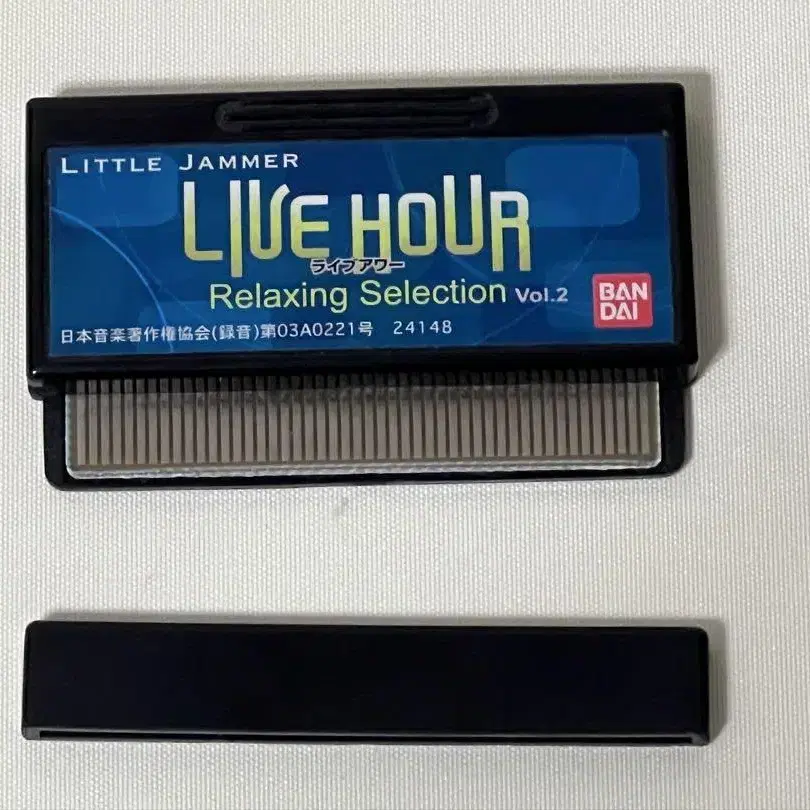 LITTLE JAMMER
LIVE HOUR
ライブアワー
Relaxing Selection Vol.2
BAN
DAI
日本音楽著作権協会(録音)第03A0221号 24148